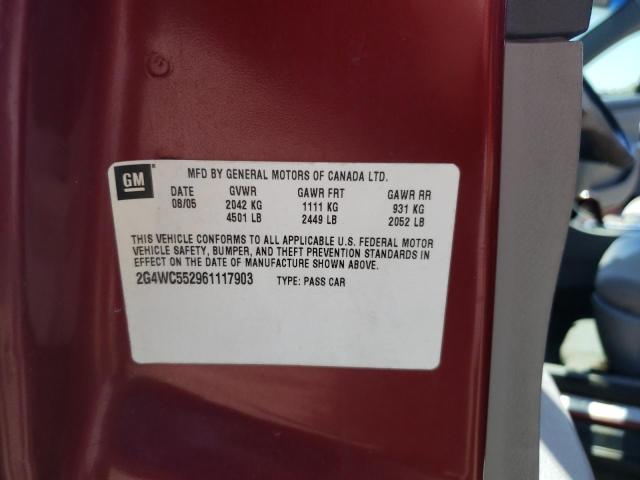 GM
MFD BY GENERAL MOTORS OF CANADA LTD.
DATE GVWR GAWR FRT GAWR RR
08/05 2042 KG 1111 KG 931 KG
4501 LB 2449 LB 2052 LB
THIS VEHICLE CONFORMS TO ALL APPLICABLE U.S. FEDERAL MOTOR
VEHICLE SAFETY, BUMPER, AND THEFT PREVENTION STANDARDS IN
EFFECT ON THE DATE OF MANUFACTURE SHOWN ABOVE.
2G4WC552961117903 TYPE: PASS CAR